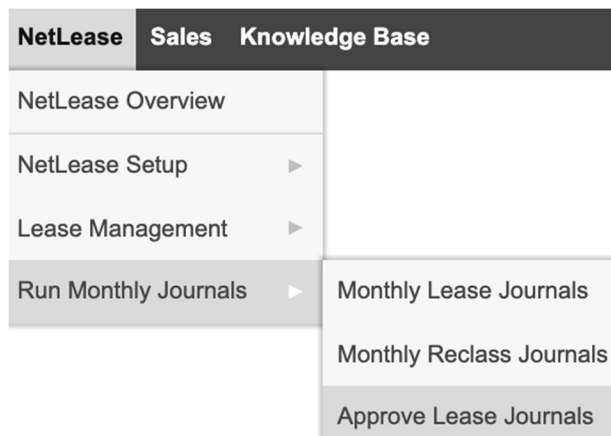 NetLease Sales Knowledge Base
NetLease Overview
NetLease Setup
Lease Management
Run Monthly Journals
Monthly Lease Journals
Monthly Reclass Journals
Approve Lease Journals